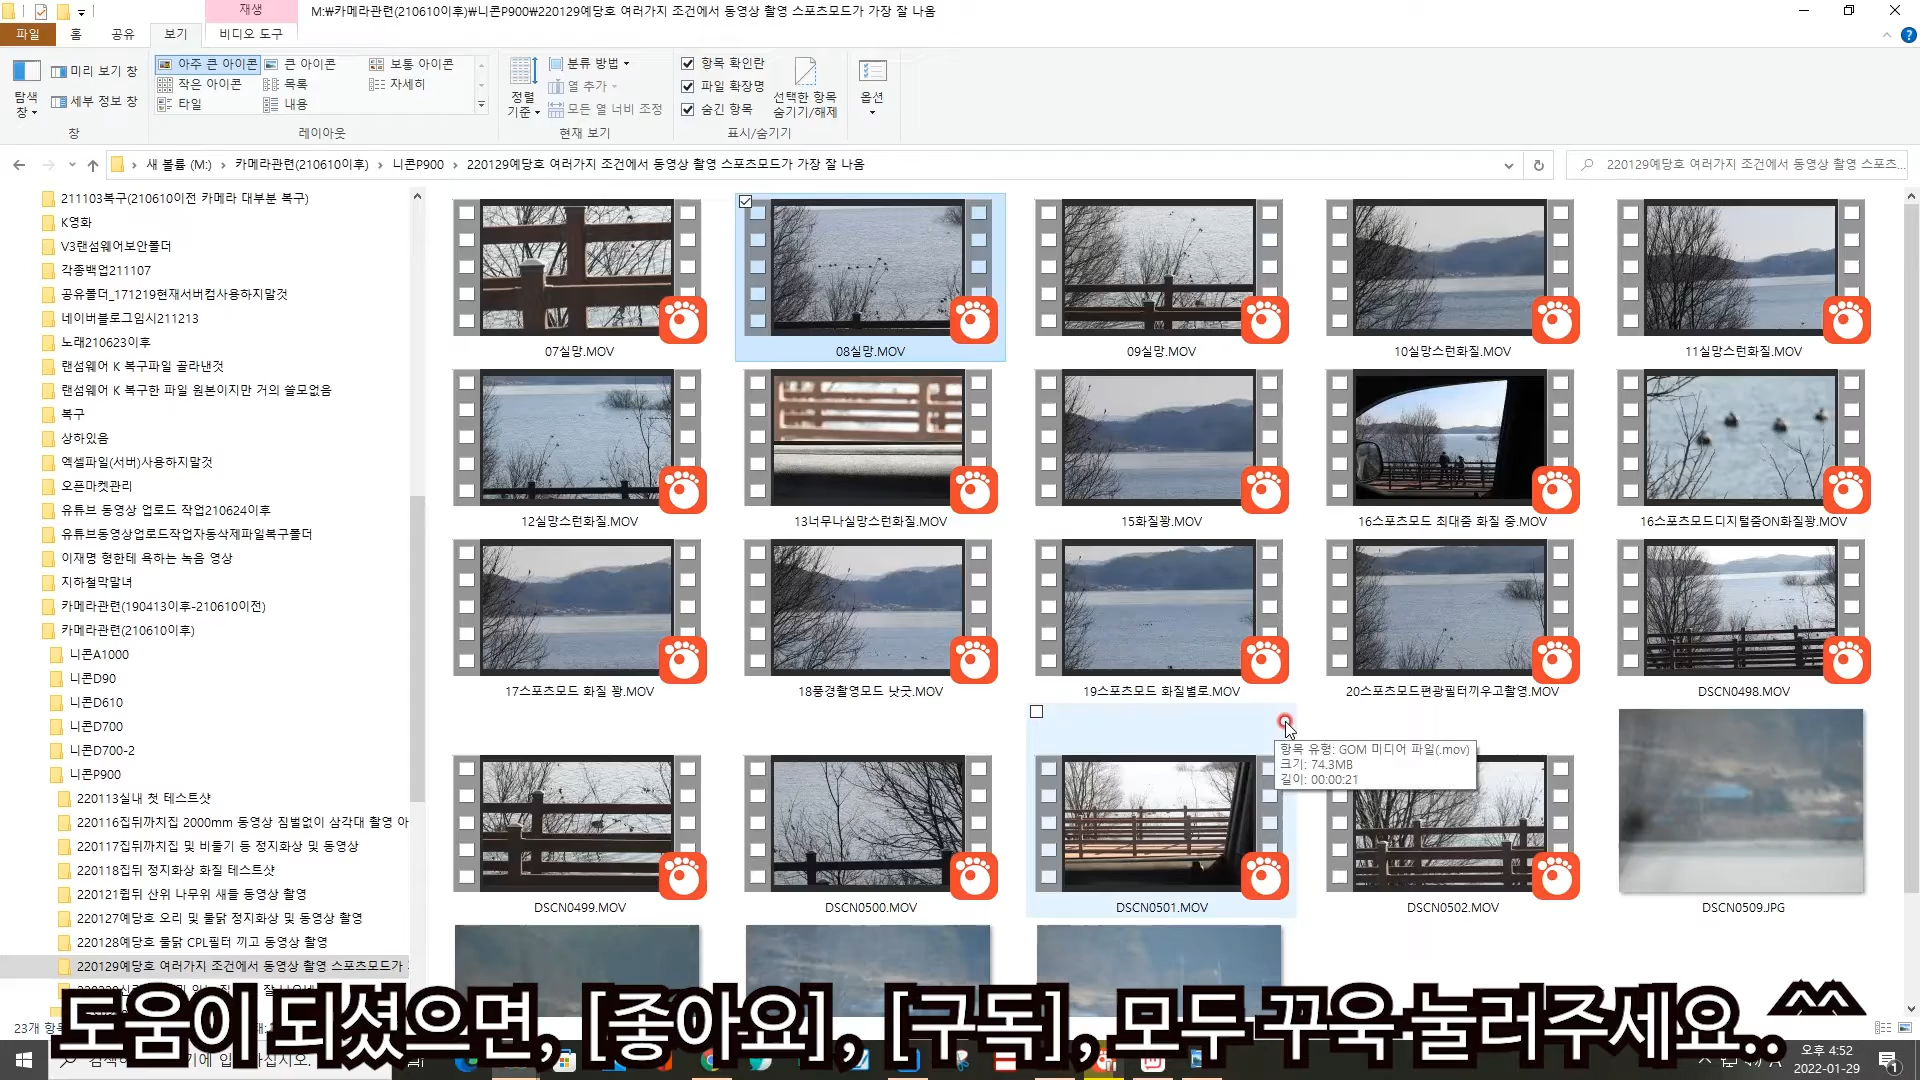 재생
M:₩카메라관련(210610이후)₩니콘P900₩220129예당호 여러가지 조건에서 동영상 촬영 스포츠모드가 가장 잘 나옴
파일
홈
공유
보기
비디오 도구
탐색 창
미리 보기 창
세부 정보 창
창
아주 큰 아이콘
큰 아이콘
보통 아이콘
작은 아이콘
목록
자세히
타일
내용
레이아웃
정렬 기준
분류 방법
열 추가
모든 열 너비 조정
현재 보기
항목 확인란
파일 확장명
숨긴 항목
선택한 항목 숨기기/해제
표시/숨기기
옵션
새 볼륨 (M:) › 카메라관련(210610이후) › 니콘P900 › 220129예당호 여러가지 조건에서 동영상 촬영 스포츠모드가 가장 잘 나옴
220129예당호 여러가지 조건에서 동영상 촬영 스포츠...
211103복구(210610이전 카메라 대부분 복구)
K영화
V3랜섬웨어보안폴더
각종백업211107
공유폴더_171219현재서버컴사용하지말것
네이버블로그임시211213
노래210623이후
랜섬웨어 K 복구파일 골라낸것
랜섬웨어 K 복구한 파일 원본이지만 거의 쓸모없음
복구
상하있음
엑셀파일(서버)사용하지말것
오픈마켓관리
유튜브 동영상 업로드 작업210624이후
유튜브동영상업로드작업자동삭제파일복구폴더
이재명 형한테 욕하는 녹음 영상
지하철막말녀
카메라관련(190413이후-210610이전)
카메라관련(210610이후)
니콘A1000
니콘D90
니콘D610
니콘D700
니콘D700-2
니콘P900
220113실내 첫 테스트샷
220116집뒤까치집 2000mm 동영상 짐벌없이 삼각대 촬영 아
220117집뒤까치집 및 비둘기 등 정지화상 및 동영상
220118집뒤 정지화상 화질 테스트샷
220121휠뒤 산위 나무위 새들 동영상 촬영
220127예당호 오리 및 물닭 정지화상 및 동영상 촬영
220128예당호 물닭 CPL필터 끼고 동영상 촬영
220129예당호 여러가지 조건에서 동영상 촬영 스포츠모드가
07실망.MOV
08실망.MOV
09실망.MOV
10실망스런화질.MOV
11실망스런화질.MOV
12실망스런화질.MOV
13너무나실망스런화질.MOV
15화질꽝.MOV
16스포츠모드 최대줌 화질 중.MOV
16스포츠모드디지털줌ON화질꽝.MOV
17스포츠모드 화질 꽝.MOV
18풍경촬영모드 낫굿.MOV
19스포츠모드 화질별로.MOV
20스포츠모드편광필터끼우고촬영.MOV
DSCN0498.MOV
DSCN0499.MOV
DSCN0500.MOV
DSCN0501.MOV
DSCN0502.MOV
DSCN0509.JPG
항목 유형: GOM 미디어 파일(.mov)
크기: 74.3MB
길이: 00:00:21
23개 항목
도움이 되셨으면, [좋아요], [구독], 모두 꾸욱 눌러주세요..^^
오후 4:52
2022-01-29
1